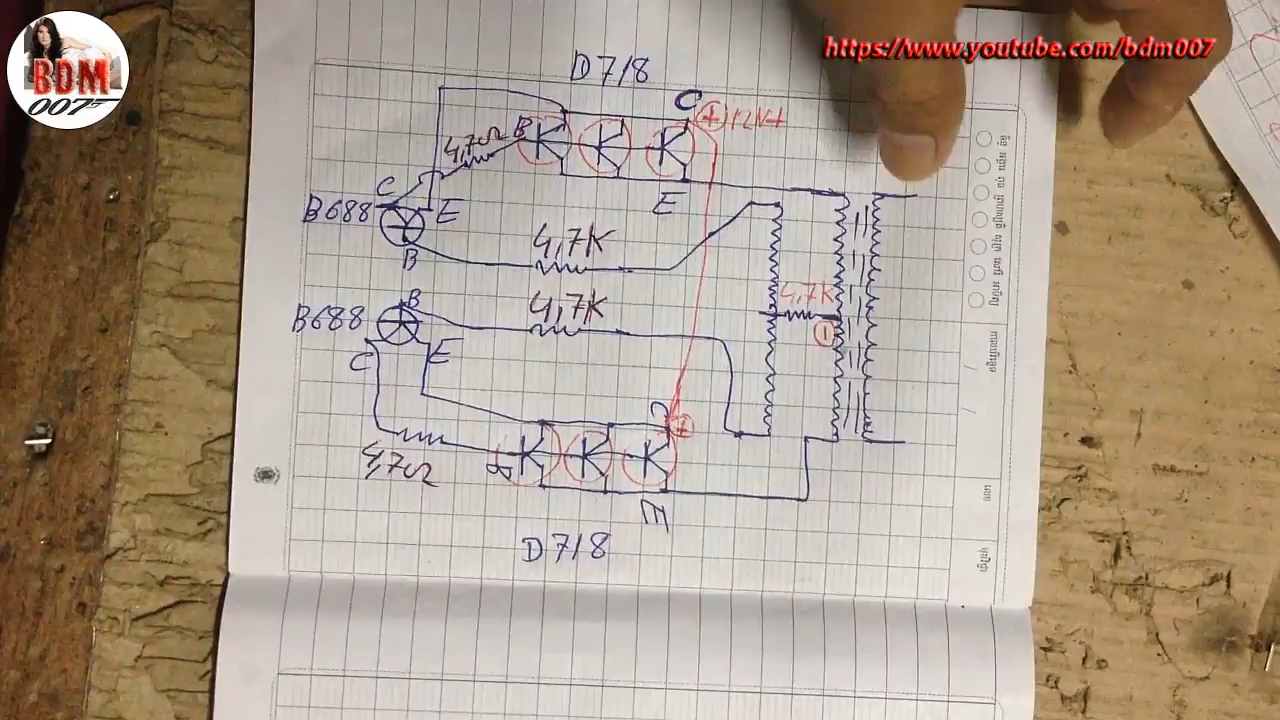 BDM
007
https://www.youtube.com/bdm007
D718
C
+ 12V+
4,7Ω
B
C
B688
E
E
B
4,7K
4,7K
4,7K
B688
B
C
E
C
+
4,7Ω
B
E
D718